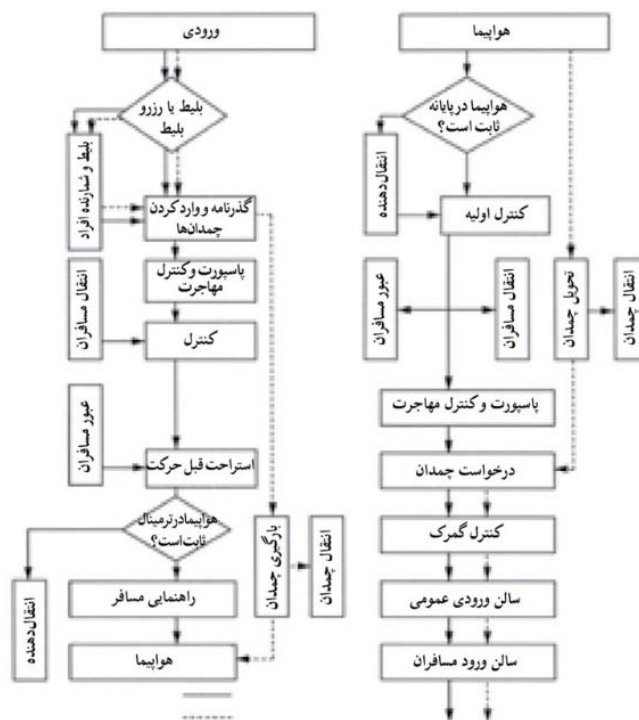 ورودی
بلیط یا رزرو
بلیط
بلیط و شمارنده افراد
گذرنامه و وارد کردن
چمدان‌ها
پاسپورت و کنترل
مهاجرت
انتقال مسافران
کنترل
عبور مسافران
استراحت قبل حرکت
هواپیما در ترمینال
ثابت است؟
انتقال‌دهنده
راهنمایی مسافر
هواپیما
بارگیری چمدان
انتقال چمدان
هواپیما
هواپیما در پایانه
ثابت است؟
انتقال‌دهنده
کنترل اولیه
عبور مسافران
انتقال مسافران
تحویل چمدان
انتقال چمدان
پاسپورت و کنترل مهاجرت
درخواست چمدان
کنترل گمرک
سالن ورودی عمومی
سالن ورود مسافران